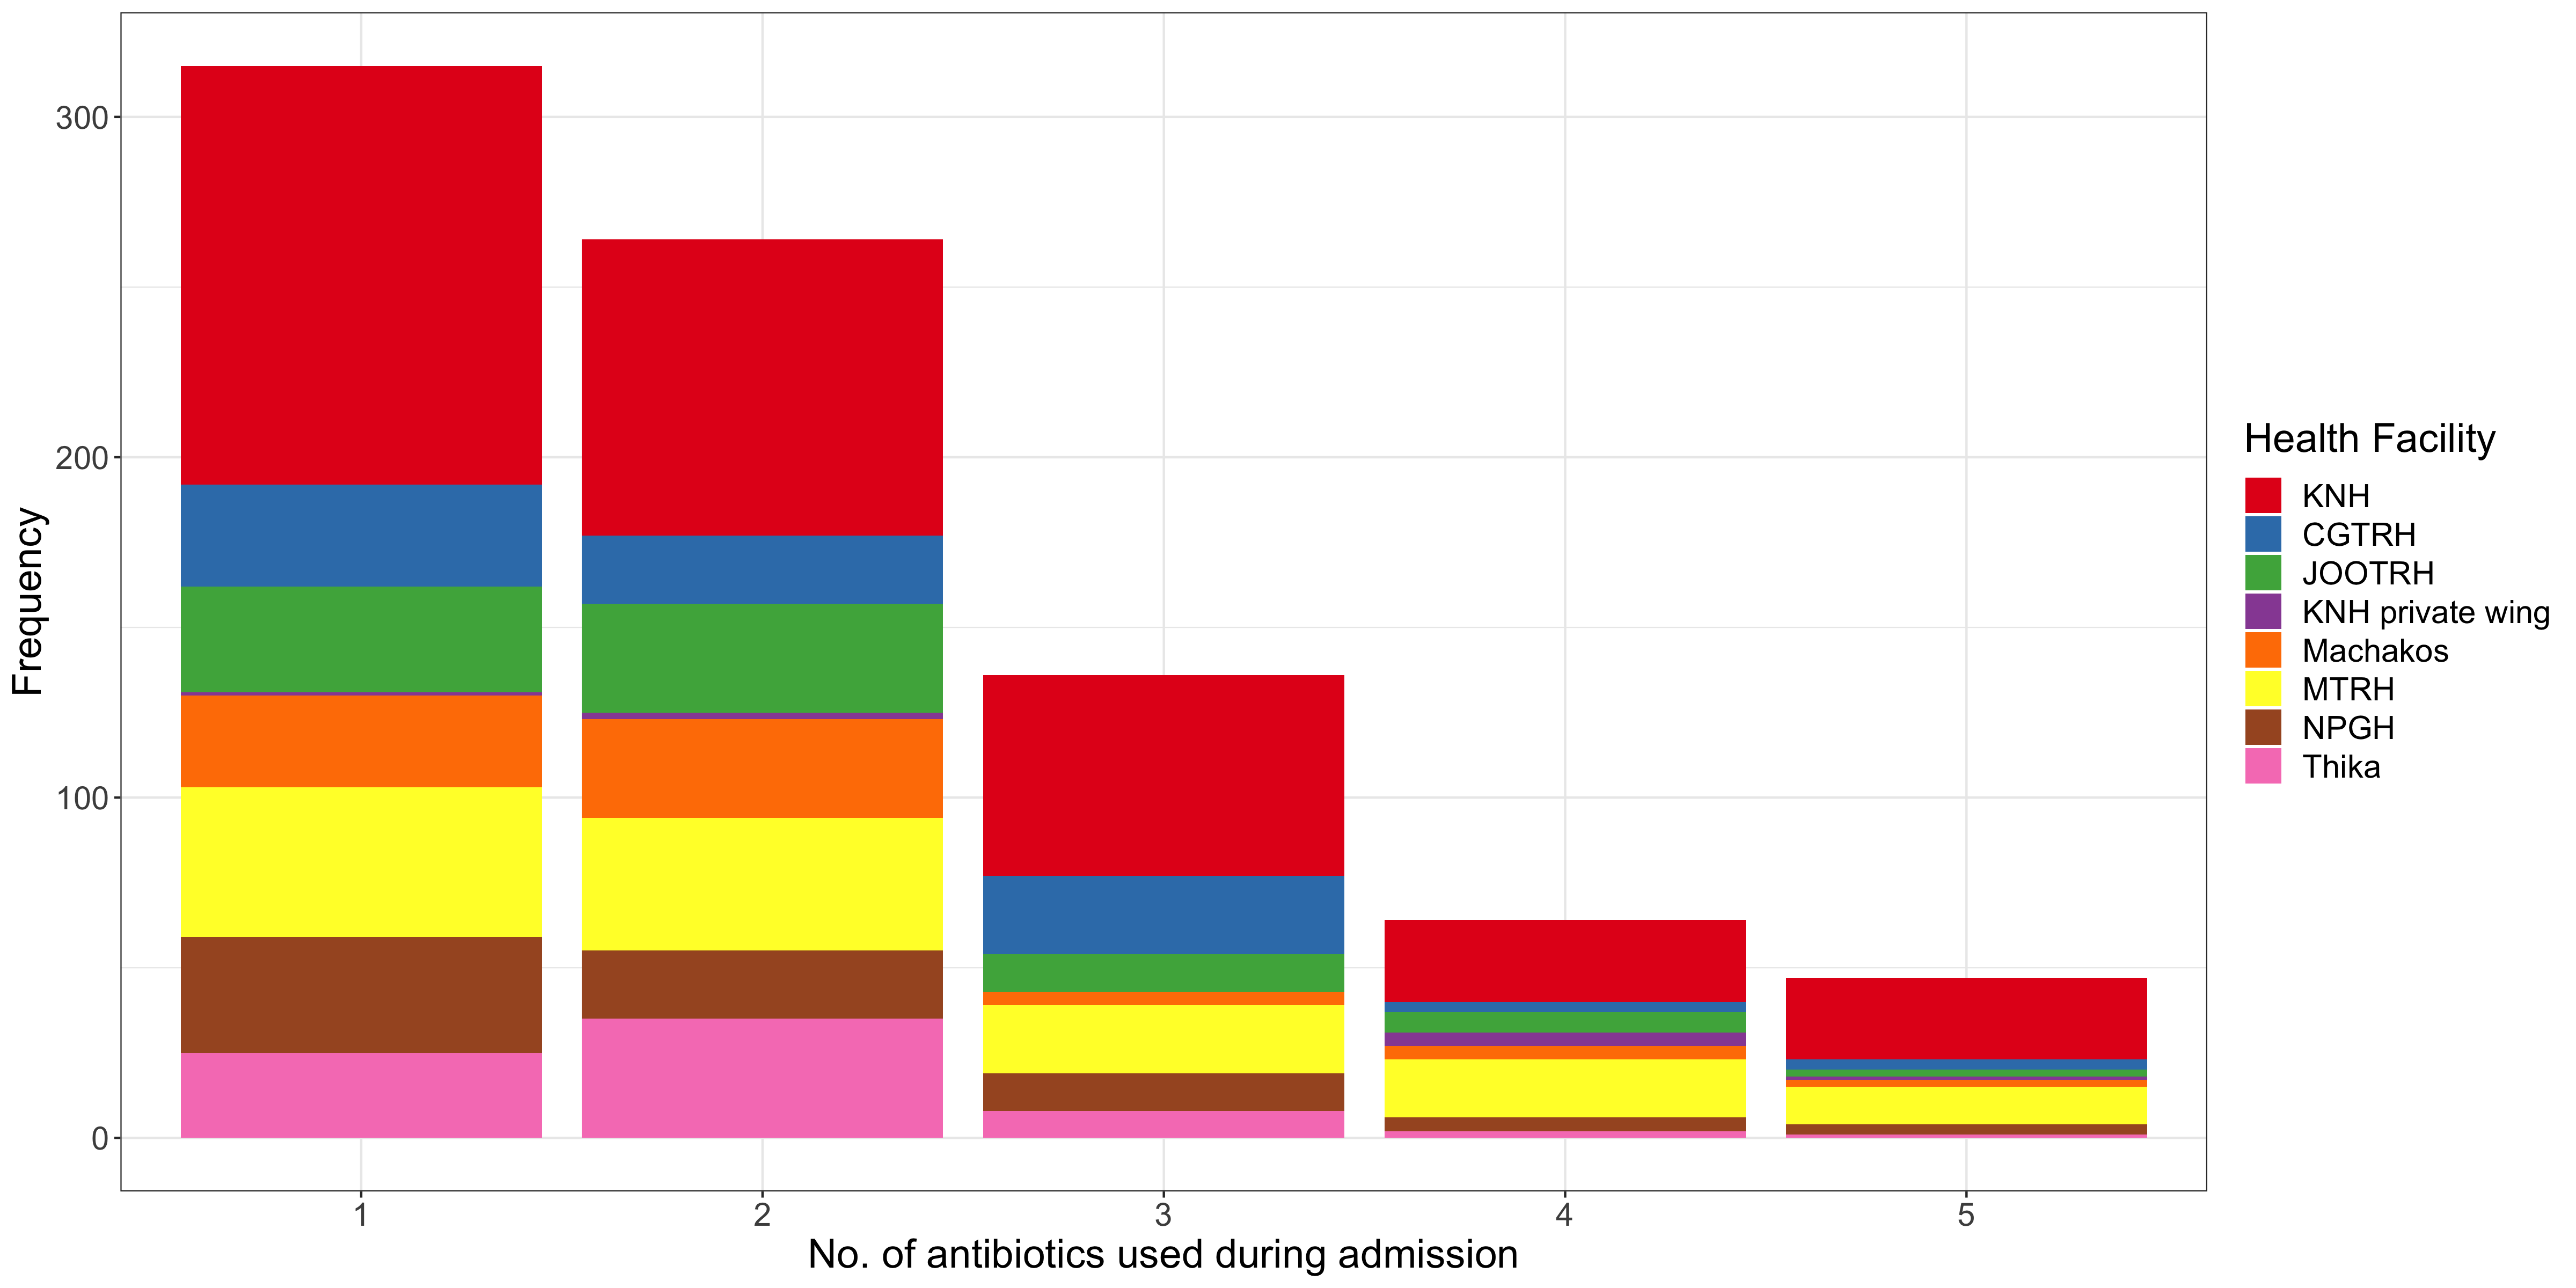 Frequency
300
200
100
0
1
2
3
4
5
No. of antibiotics used during admission
Health Facility
KNH
CGTRH
JOOTRH
KNH private wing
Machakos
MTRH
NPGH
Thika